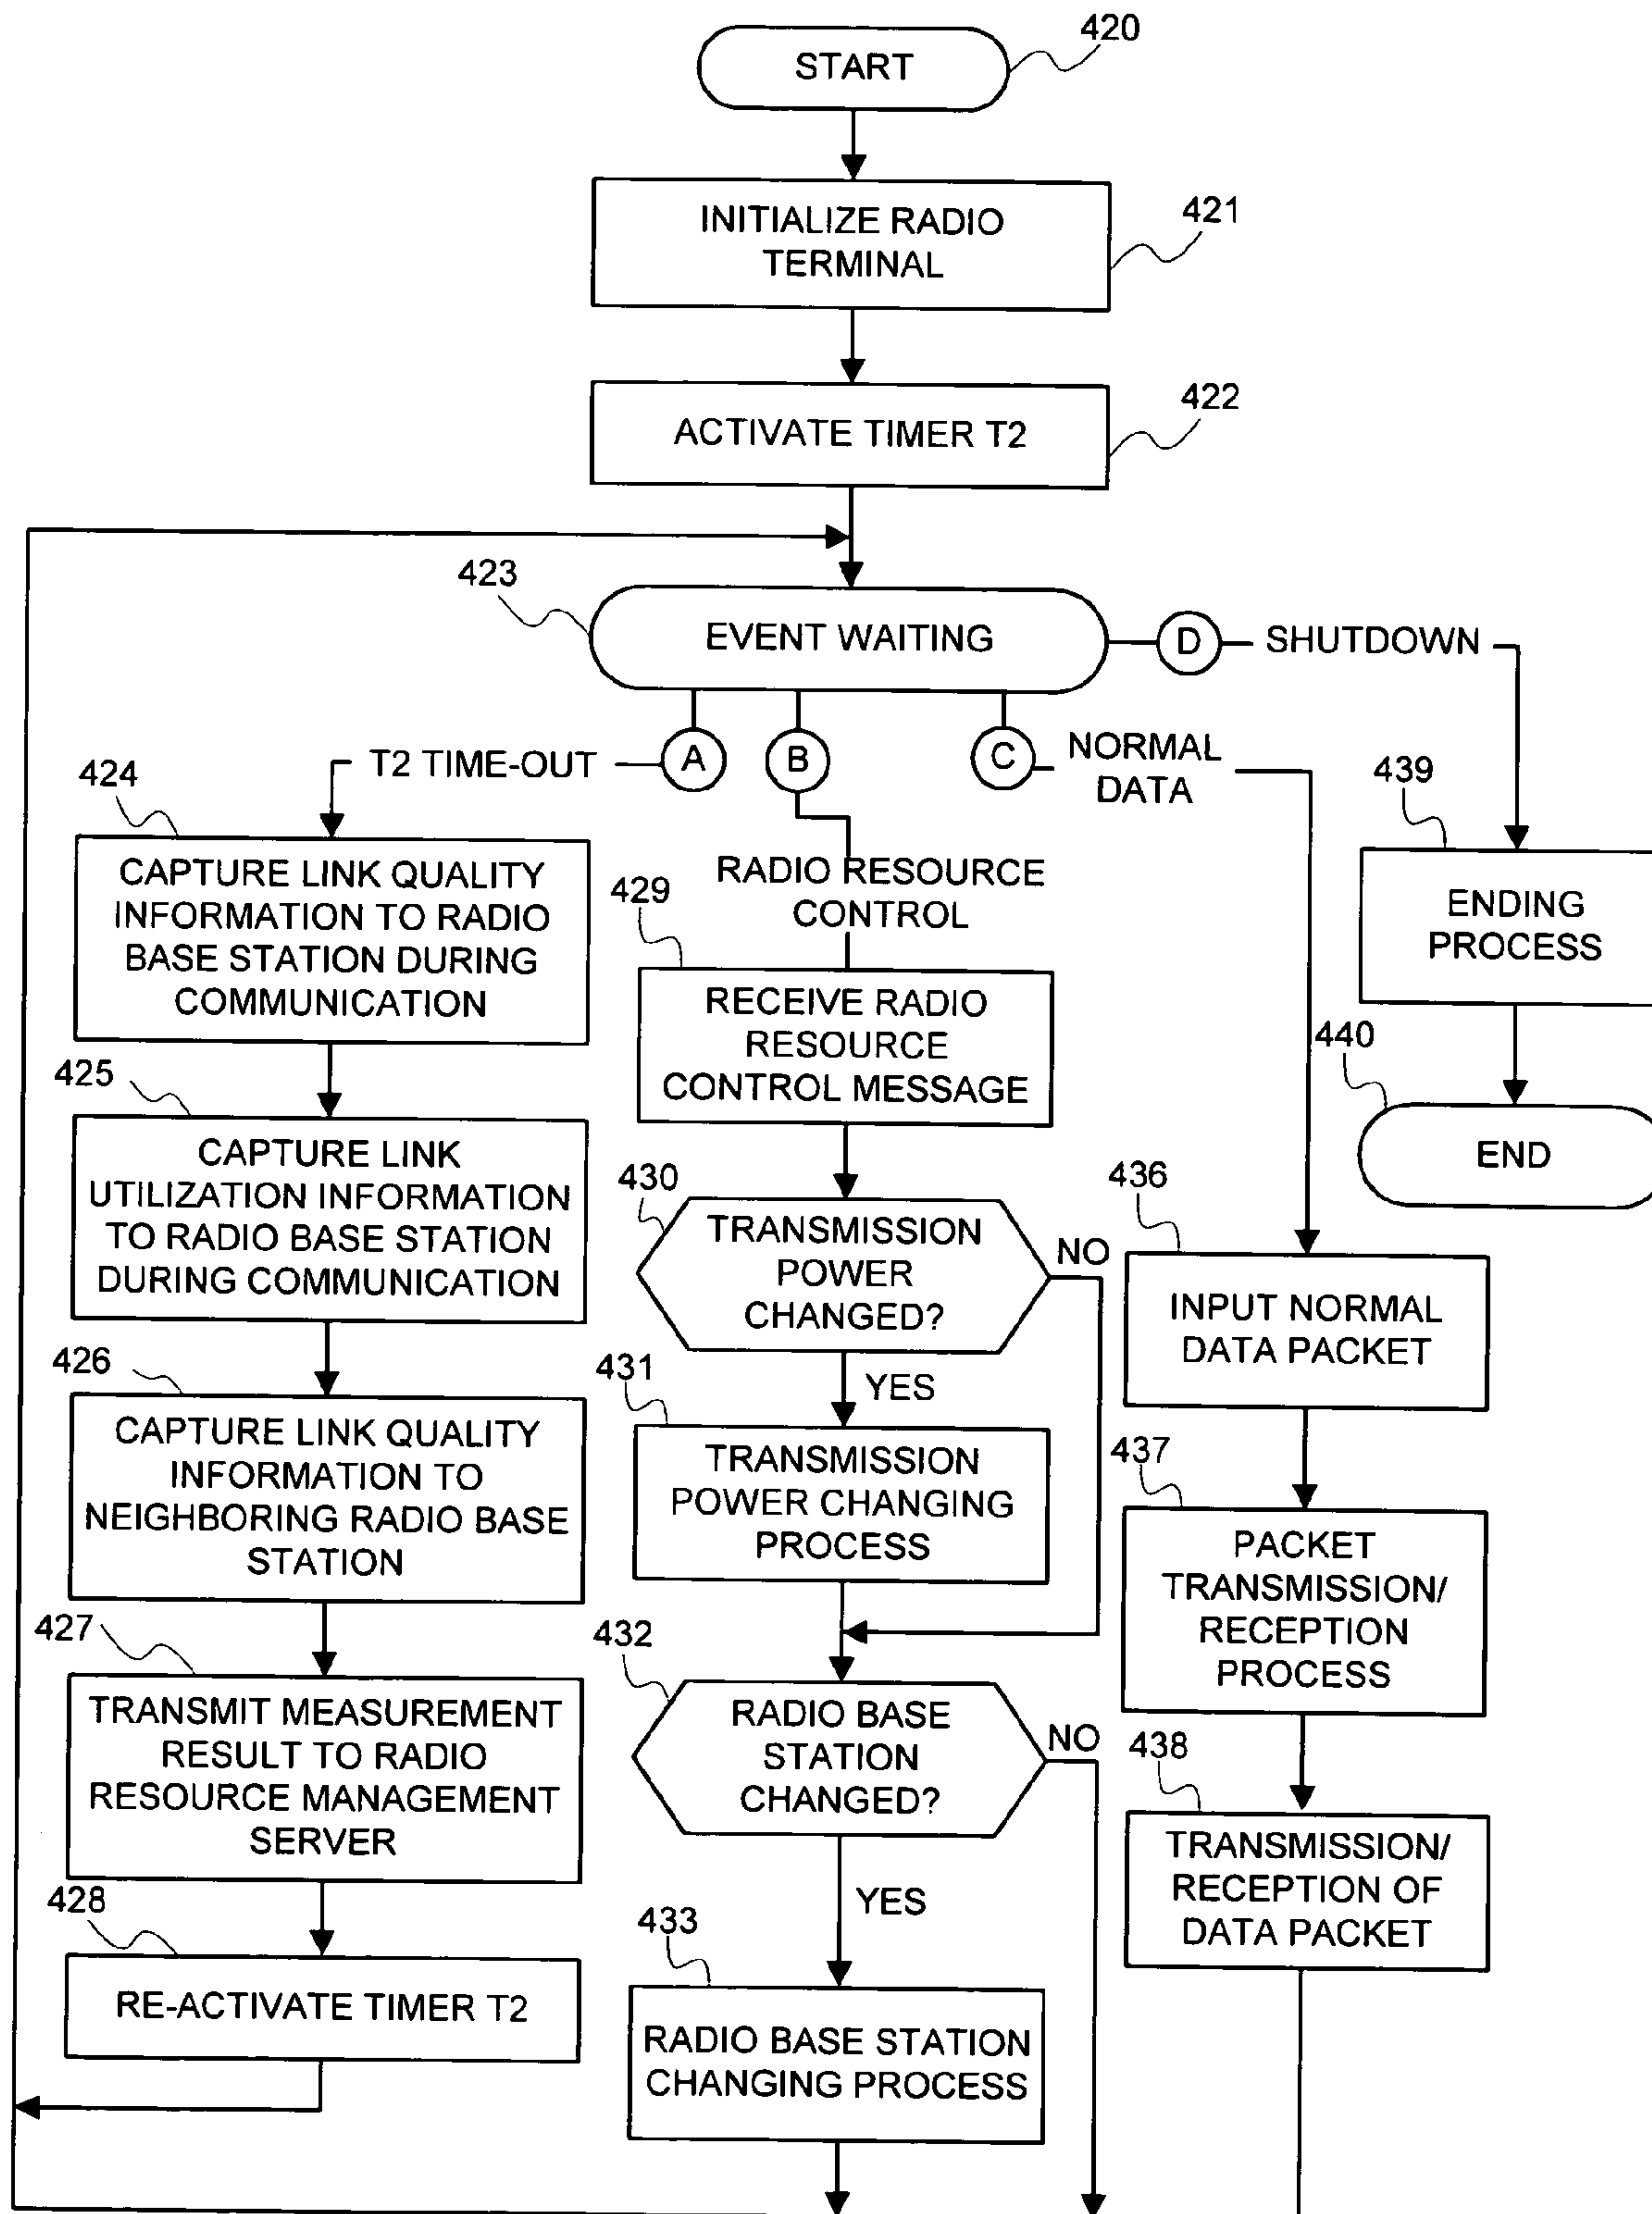 420
START
421
INITIALIZE RADIO
TERMINAL
422
ACTIVATE TIMER T2
423
EVENT WAITING
D
SHUTDOWN
A
T2 TIME-OUT
B
C
NORMAL
DATA
424
CAPTURE LINK QUALITY
INFORMATION TO RADIO
BASE STATION DURING
COMMUNICATION
425
CAPTURE LINK
UTILIZATION INFORMATION
TO RADIO BASE STATION
DURING COMMUNICATION
426
CAPTURE LINK QUALITY
INFORMATION TO
NEIGHBORING RADIO BASE
STATION
427
TRANSMIT MEASUREMENT
RESULT TO RADIO
RESOURCE MANAGEMENT
SERVER
428
RE-ACTIVATE TIMER T2
RADIO RESOURCE
CONTROL
429
RECEIVE RADIO
RESOURCE
CONTROL MESSAGE
430
TRANSMISSION
POWER
CHANGED?
NO
YES
431
TRANSMISSION
POWER CHANGING
PROCESS
432
RADIO BASE
STATION
CHANGED?
NO
YES
433
RADIO BASE STATION
CHANGING PROCESS
436
INPUT NORMAL
DATA PACKET
437
PACKET
TRANSMISSION/
RECEPTION
PROCESS
438
TRANSMISSION/
RECEPTION OF
DATA PACKET
439
ENDING
PROCESS
440
END